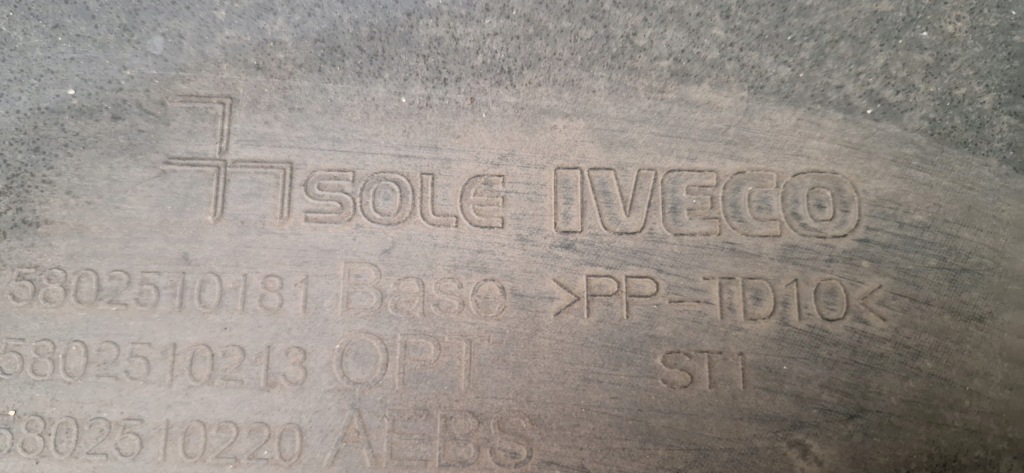 SOLE IVECO
5802510181 Base >PP-TD10<
5802510213 OPT ST1
5802510220 AEBS